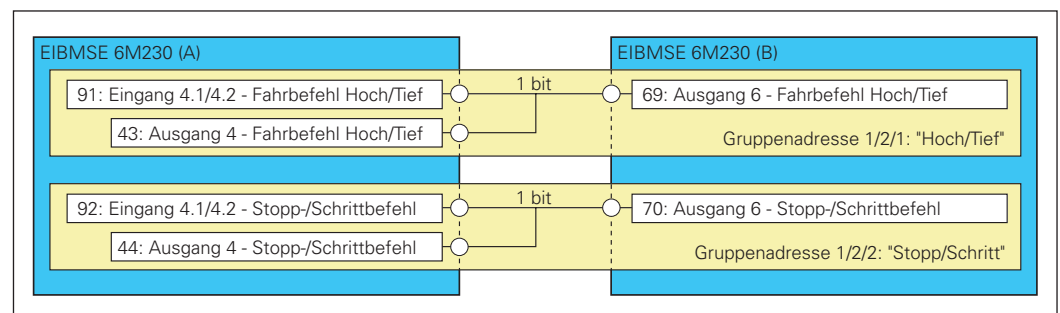 EIBMSE 6M230 (A)
EIBMSE 6M230 (B)
91: Eingang 4.1/4.2 - Fahrbefehl Hoch/Tief
1 bit
69: Ausgang 6 - Fahrbefehl Hoch/Tief
43: Ausgang 4 - Fahrbefehl Hoch/Tief
Gruppenadresse 1/2/1: "Hoch/Tief"
92: Eingang 4.1/4.2 - Stopp-/Schrittbefehl
1 bit
70: Ausgang 6 - Stopp-/Schrittbefehl
44: Ausgang 4 - Stopp-/Schrittbefehl
Gruppenadresse 1/2/2: "Stopp/Schritt"